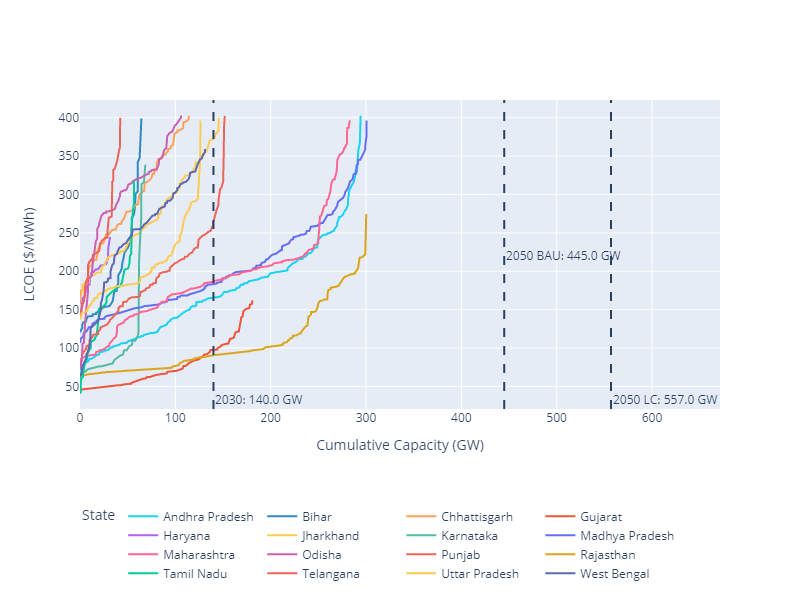 400
350
300
250
200
150
100
50
LCOE ($/MWh)
2050 BAU: 445.0 GW
2030: 140.0 GW
2050 LC: 557.0 GW
0 100 200 300 400 500 600
Cumulative Capacity (GW)
State
Andhra Pradesh Bihar Chhattisgarh Gujarat
Haryana Jharkhand Karnataka Madhya Pradesh
Maharashtra Odisha Punjab Rajasthan
Tamil Nadu Telangana Uttar Pradesh West Bengal